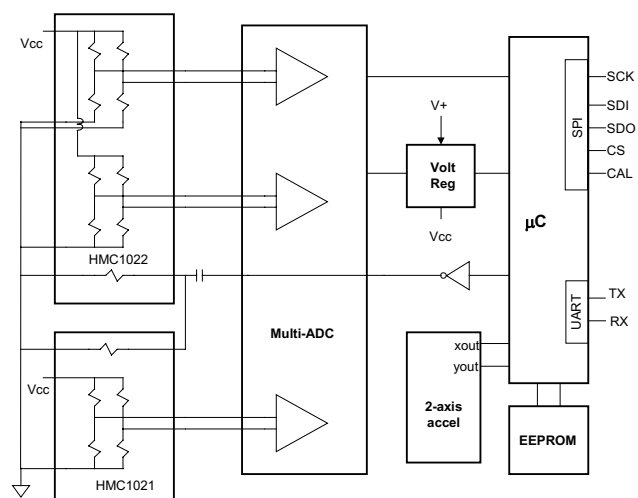 Vcc
HMC1022
Vcc
HMC1021
Multi-ADC
V+
Volt
Reg
Vcc
µC
SPI
SCK
SDI
SDO
CS
CAL
UART
TX
RX
xout
yout
2-axis
accel
EEPROM